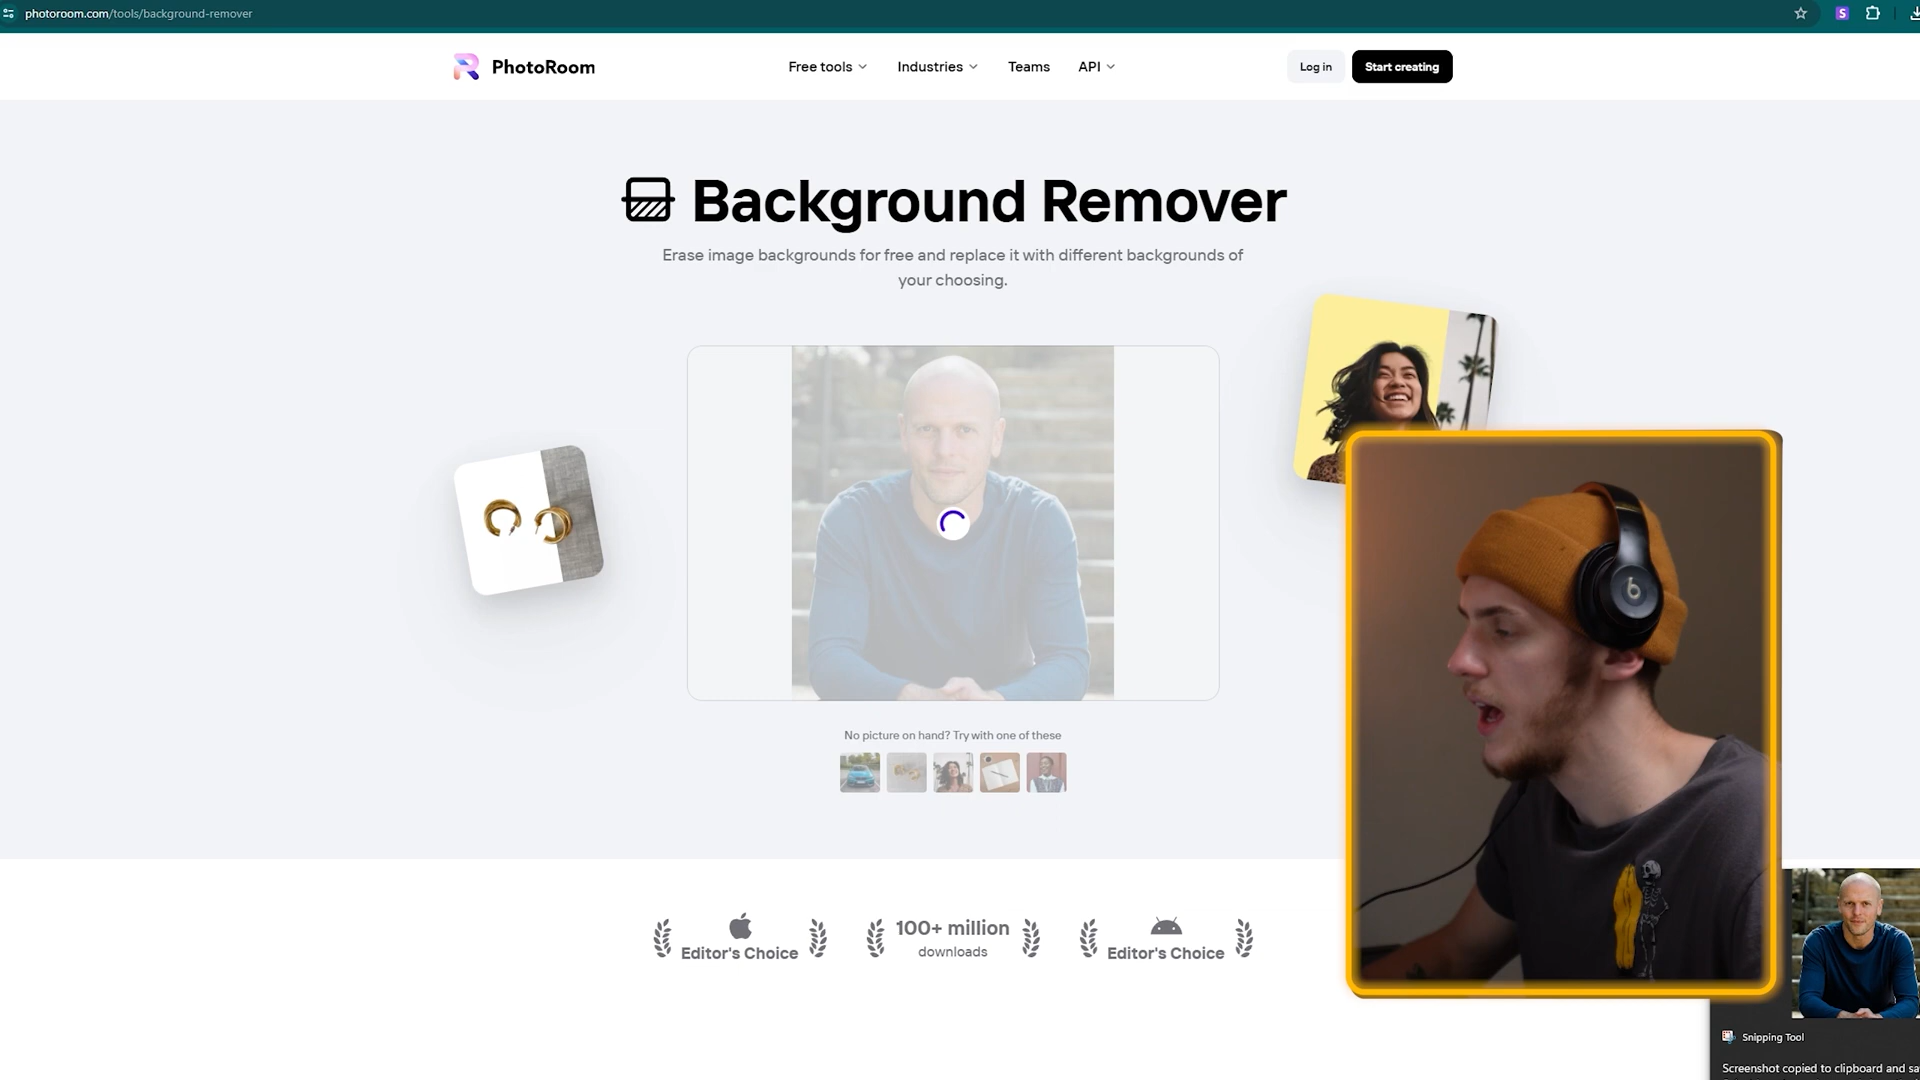 photoroom.com/tools/background-remover
S
PhotoRoom
Free tools
Industries
Teams
API
Log in
Start creating
Background Remover
Erase image backgrounds for free and replace it with different backgrounds of
your choosing.
b
No picture on hand? Try with one of these
Editor's Choice
100+ million
downloads
Editor's Choice
Snipping Tool
Screenshot copied to clipboard and sa